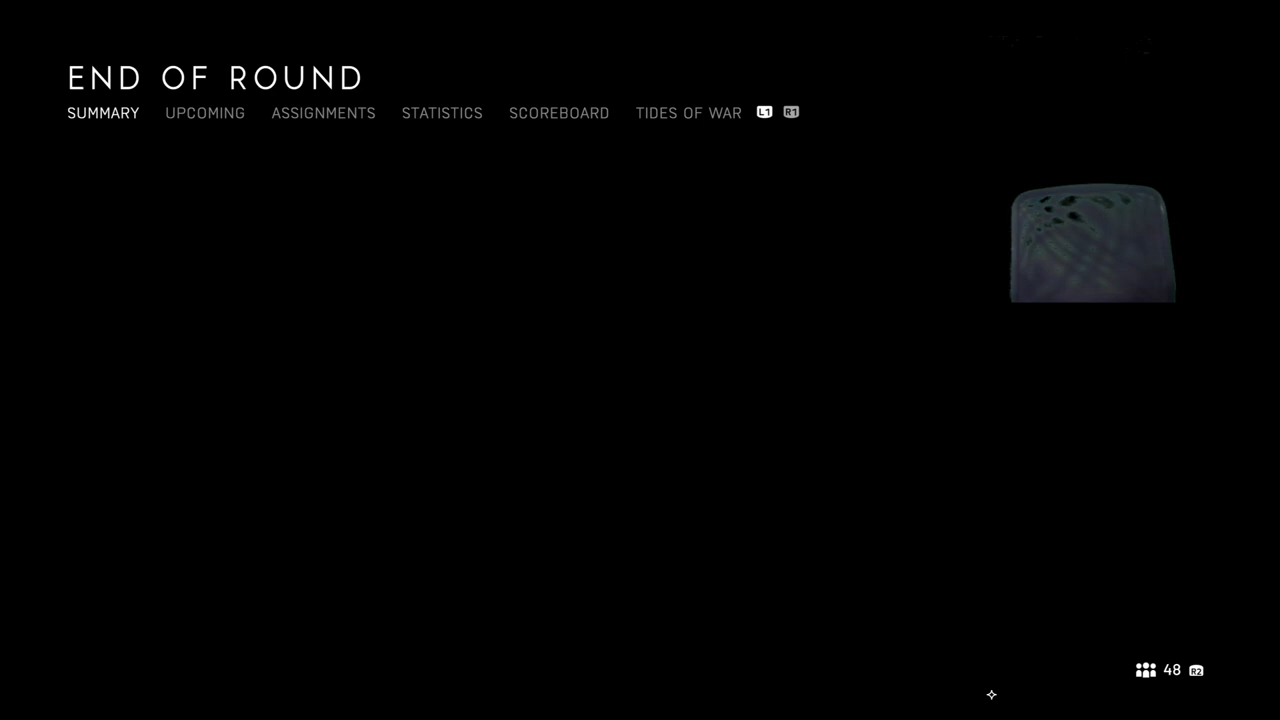 END OF ROUND
SUMMARY UPCOMING ASSIGNMENTS STATISTICS SCOREBOARD TIDES OF WAR L1 R1
48 R2